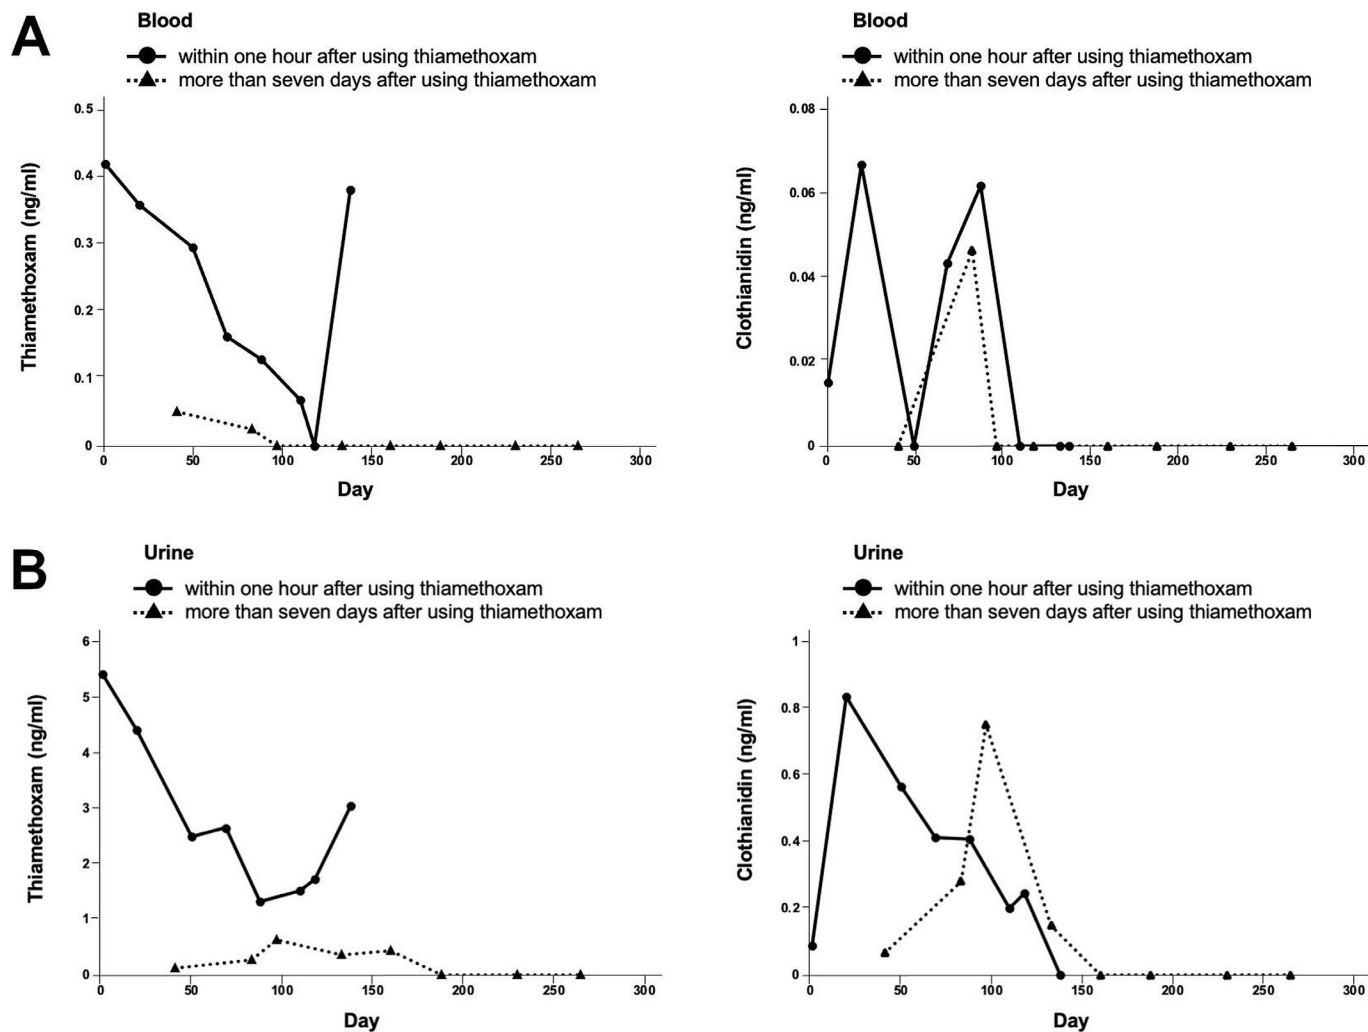 A
Blood
within one hour after using thiamethoxam
more than seven days after using thiamethoxam
Thiamethoxam (ng/ml)
0.5
0.4
0.3
0.2
0.1
0
0 50 100 150 200 250 300
Day
Blood
within one hour after using thiamethoxam
more than seven days after using thiamethoxam
Clothianidin (ng/ml)
0.08
0.06
0.04
0.02
0
0 50 100 150 200 250 300
Day
B
Urine
within one hour after using thiamethoxam
more than seven days after using thiamethoxam
Thiamethoxam (ng/ml)
6
5
4
3
2
1
0
0 50 100 150 200 250 300
Day
Urine
within one hour after using thiamethoxam
more than seven days after using thiamethoxam
Clothianidin (ng/ml)
1
0.8
0.6
0.4
0.2
0
0 50 100 150 200 250 300
Day